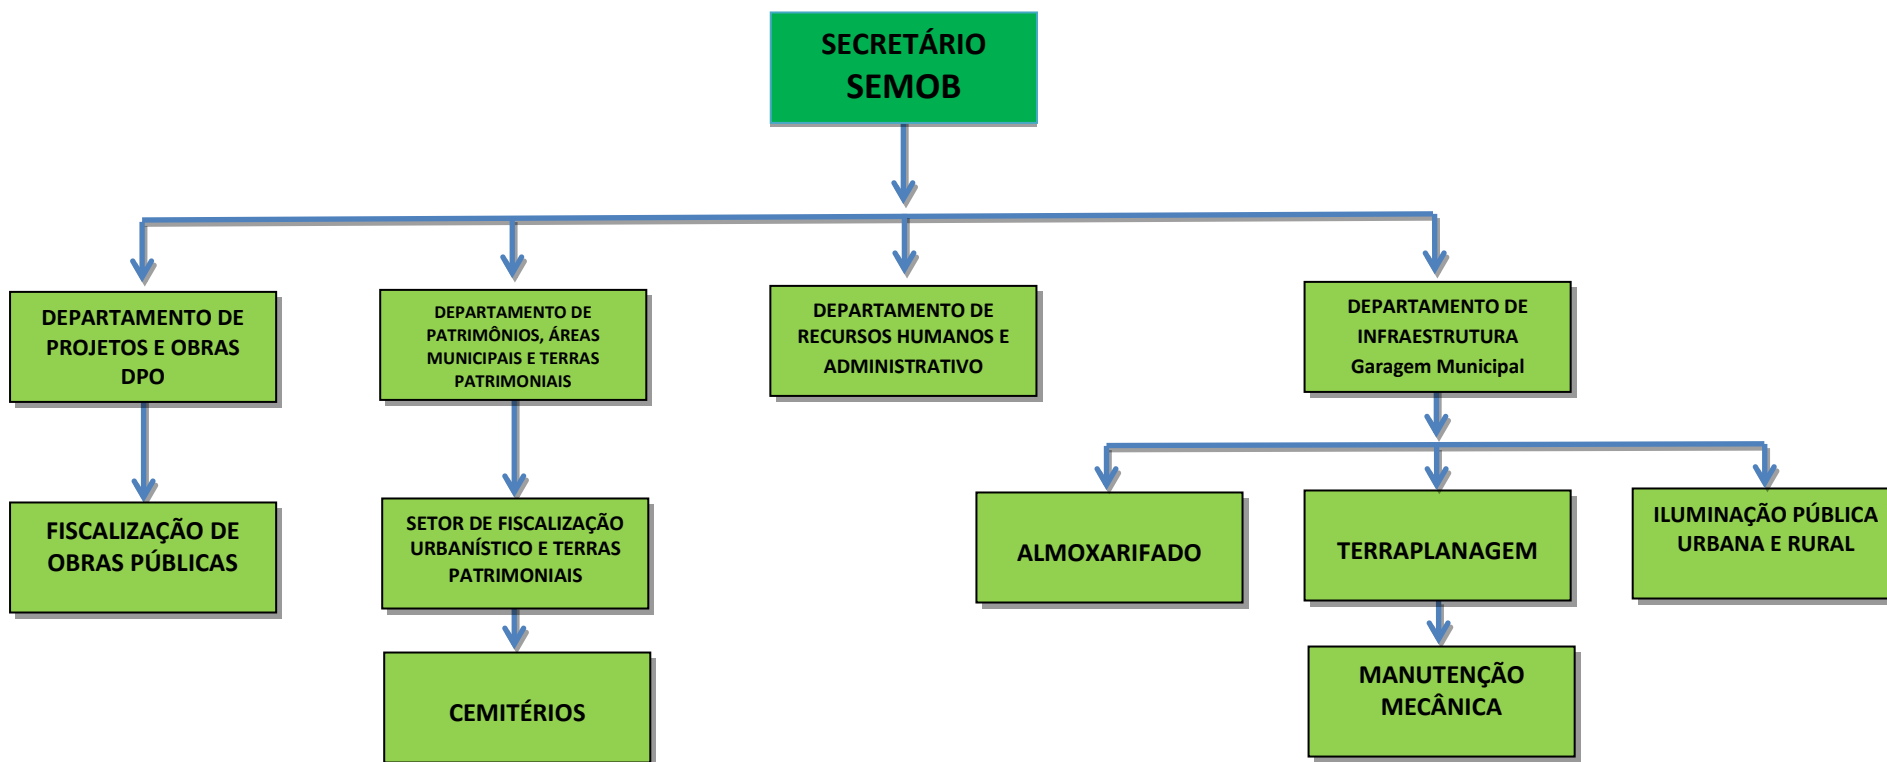 SECRETÁRIO
SEMOB
DEPARTAMENTO DE
PROJETOS E OBRAS
DPO
DEPARTAMENTO DE
PATRIMÔNIOS, ÁREAS
MUNICIPAIS E TERRAS
PATRIMONIAIS
DEPARTAMENTO DE
RECURSOS HUMANOS E
ADMINISTRATIVO
DEPARTAMENTO DE
INFRAESTRUTURA
Garagem Municipal
FISCALIZAÇÃO DE
OBRAS PÚBLICAS
SETOR DE FISCALIZAÇÃO
URBANÍSTICO E TERRAS
PATRIMONIAIS
ALMOXARIFADO
TERRAPLANAGEM
ILUMINAÇÃO PÚBLICA
URBANA E RURAL
CEMITÉRIOS
MANUTENÇÃO
MECÂNICA